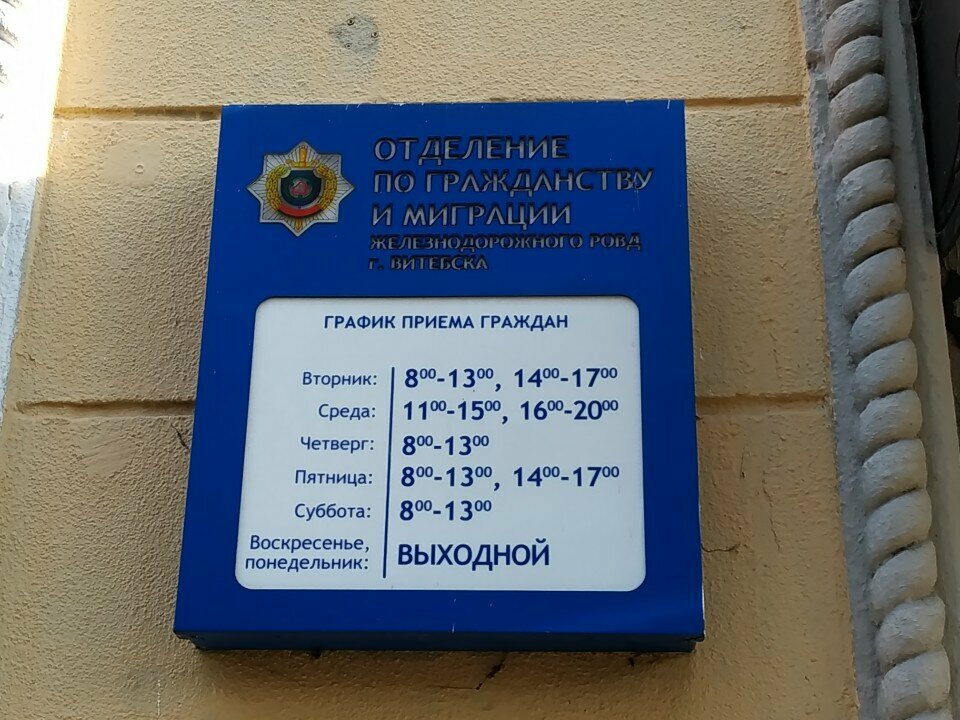 ОТДЕЛЕНИЕ
ПО ГРАЖДАНСТВУ
И МИГРАЦИИ
ЖЕЛЕЗНОДОРОЖНОГО РОВД
г. ВИТЕБСКА
ГРАФИК ПРИЕМА ГРАЖДАН
Вторник: 8⁰⁰-13⁰⁰, 14⁰⁰-17⁰⁰
Среда: 11⁰⁰-15⁰⁰, 16⁰⁰-20⁰⁰
Четверг: 8⁰⁰-13⁰⁰
Пятница: 8⁰⁰-13⁰⁰, 14⁰⁰-17⁰⁰
Суббота: 8⁰⁰-13⁰⁰
Воскресенье,
понедельник: ВЫХОДНОЙ